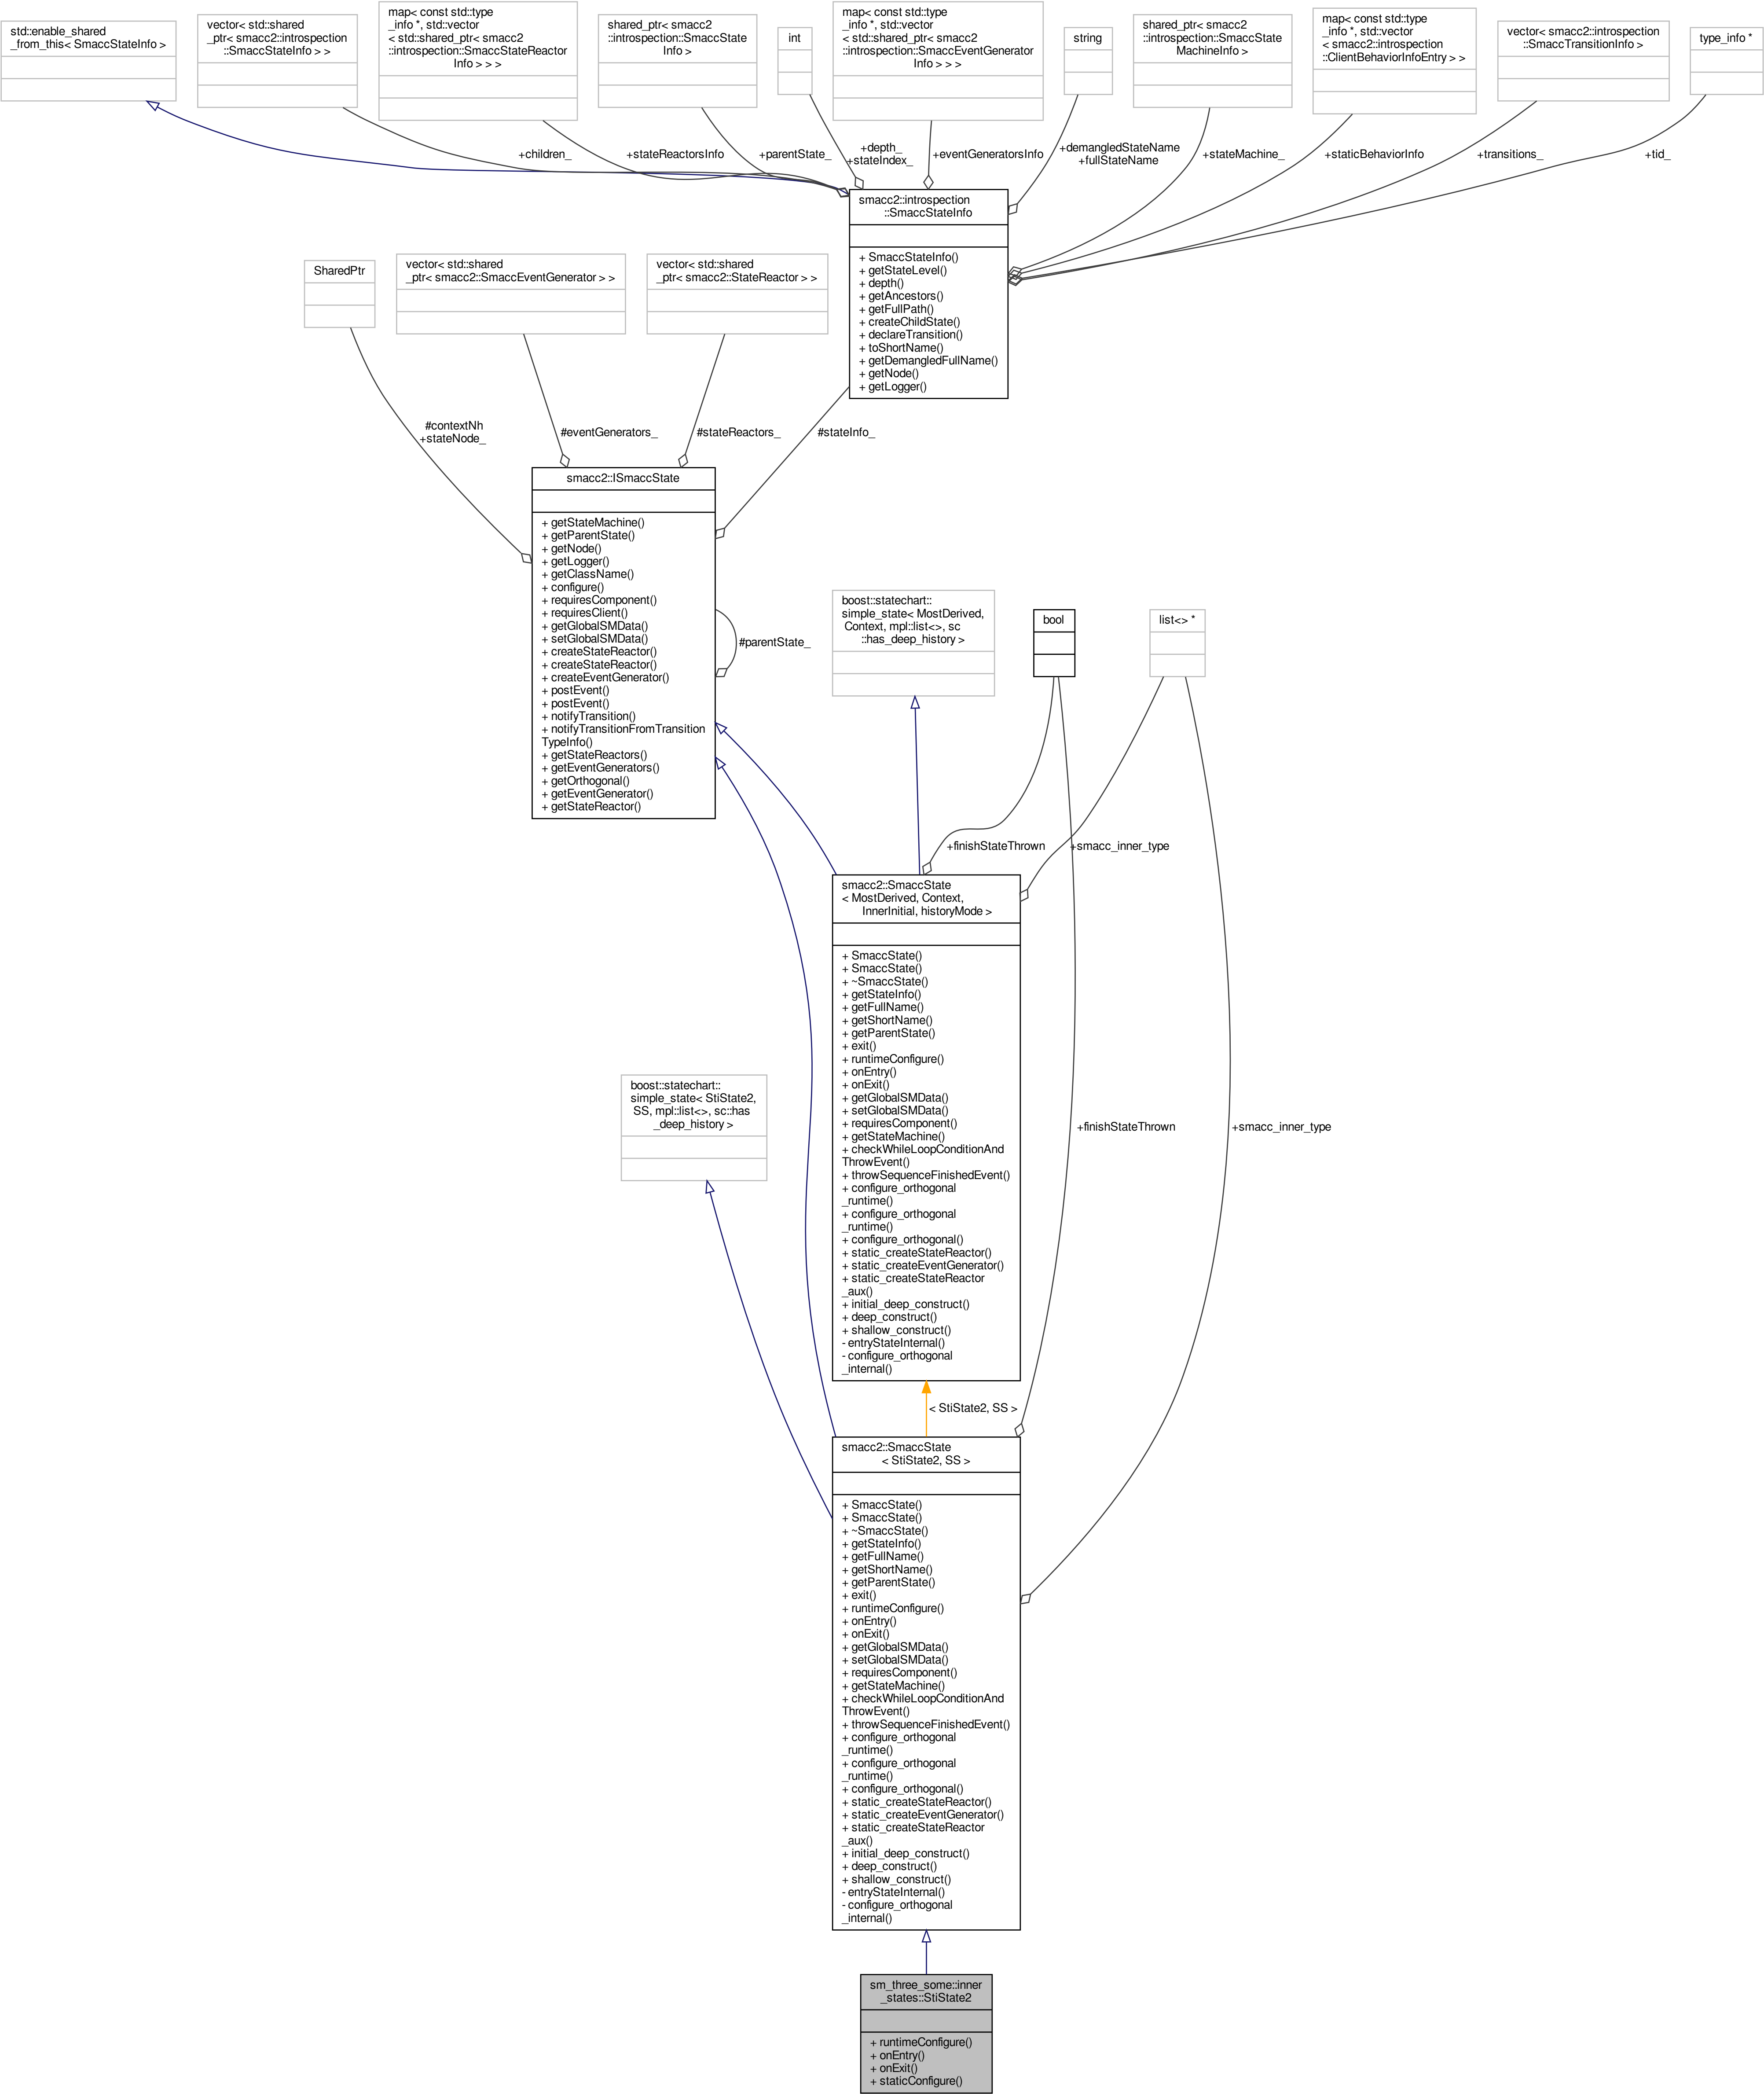 std::enable_shared
_from_this< SmaccStateInfo >
vector< std::shared
_ptr< smacc2::introspection
::SmaccStateInfo > >
map< const std::type
_info *, std::vector
< std::shared_ptr< smacc2
::introspection::SmaccStateReactor
Info > > >
shared_ptr< smacc2
::introspection::SmaccState
Info >
int
map< const std::type
_info *, std::vector
< std::shared_ptr< smacc2
::introspection::SmaccEventGenerator
Info > > >
string
shared_ptr< smacc2
::introspection::SmaccState
MachineInfo >
map< const std::type
_info *, std::vector
< smacc2::introspection
::ClientBehaviorInfoEntry > >
vector< smacc2::introspection
::SmaccTransitionInfo >
type_info *
+children_
+stateReactorsInfo
+parentState_
+depth_
+stateIndex_
+eventGeneratorsInfo
+demangledStateName
+fullStateName
+stateMachine_
+staticBehaviorInfo
+transitions_
+tid_
smacc2::introspection
::SmaccStateInfo
+ SmaccStateInfo()
+ getStateLevel()
+ depth()
+ getAncestors()
+ getFullPath()
+ createChildState()
+ declareTransition()
+ toShortName()
+ getDemangledFullName()
+ getNode()
+ getLogger()
SharedPtr
vector< std::shared
_ptr< smacc2::SmaccEventGenerator > >
vector< std::shared
_ptr< smacc2::StateReactor > >
#contextNh
+stateNode_
#eventGenerators_
#stateReactors_
#stateInfo_
smacc2::ISmaccState
+ getStateMachine()
+ getParentState()
+ getNode()
+ getLogger()
+ getClassName()
+ configure()
+ requiresComponent()
+ requiresClient()
+ getGlobalSMData()
+ setGlobalSMData()
+ createStateReactor()
+ createStateReactor()
+ createEventGenerator()
+ postEvent()
+ postEvent()
+ notifyTransition()
+ notifyTransitionFromTransition
TypeInfo()
+ getStateReactors()
+ getEventGenerators()
+ getOrthogonal()
+ getEventGenerator()
+ getStateReactor()
#parentState_
boost::statechart::
simple_state< MostDerived,
Context, mpl::list<>, sc
::has_deep_history >
bool
list<> *
+finishStateThrown
+smacc_inner_type
smacc2::SmaccState
< MostDerived, Context,
InnerInitial, historyMode >
+ SmaccState()
+ SmaccState()
+ ~SmaccState()
+ getStateInfo()
+ getFullName()
+ getShortName()
+ getParentState()
+ exit()
+ runtimeConfigure()
+ onEntry()
+ onExit()
+ getGlobalSMData()
+ setGlobalSMData()
+ requiresComponent()
+ getStateMachine()
+ checkWhileLoopConditionAnd
ThrowEvent()
+ throwSequenceFinishedEvent()
+ configure_orthogonal
_runtime()
+ configure_orthogonal
_runtime()
+ configure_orthogonal()
+ static_createStateReactor()
+ static_createEventGenerator()
+ static_createStateReactor
_aux()
+ initial_deep_construct()
+ deep_construct()
+ shallow_construct()
- entryStateInternal()
- configure_orthogonal
_internal()
boost::statechart::
simple_state< StiState2,
SS, mpl::list<>, sc::has
_deep_history >
+finishStateThrown
+smacc_inner_type
< StiState2, SS >
smacc2::SmaccState
< StiState2, SS >
+ SmaccState()
+ SmaccState()
+ ~SmaccState()
+ getStateInfo()
+ getFullName()
+ getShortName()
+ getParentState()
+ exit()
+ runtimeConfigure()
+ onEntry()
+ onExit()
+ getGlobalSMData()
+ setGlobalSMData()
+ requiresComponent()
+ getStateMachine()
+ checkWhileLoopConditionAnd
ThrowEvent()
+ throwSequenceFinishedEvent()
+ configure_orthogonal
_runtime()
+ configure_orthogonal
_runtime()
+ configure_orthogonal()
+ static_createStateReactor()
+ static_createEventGenerator()
+ static_createStateReactor
_aux()
+ initial_deep_construct()
+ deep_construct()
+ shallow_construct()
- entryStateInternal()
- configure_orthogonal
_internal()
sm_three_some::inner
_states::StiState2
+ runtimeConfigure()
+ onEntry()
+ onExit()
+ staticConfigure()